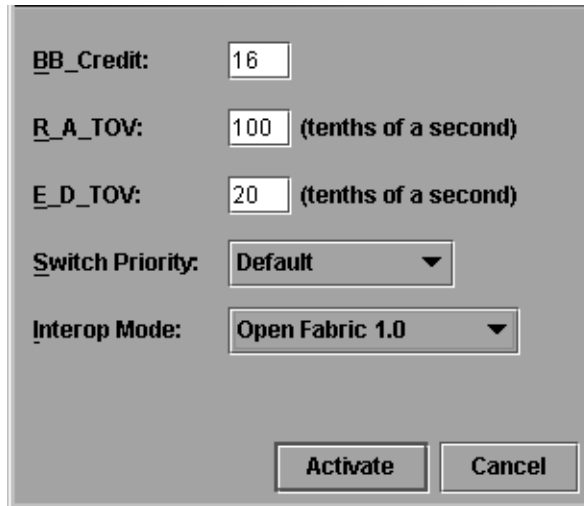 BB_Credit: 16
R_A_TOV: 100 (tenths of a second)
E_D_TOV: 20 (tenths of a second)
Switch Priority: Default
Interop Mode: Open Fabric 1.0
Activate Cancel